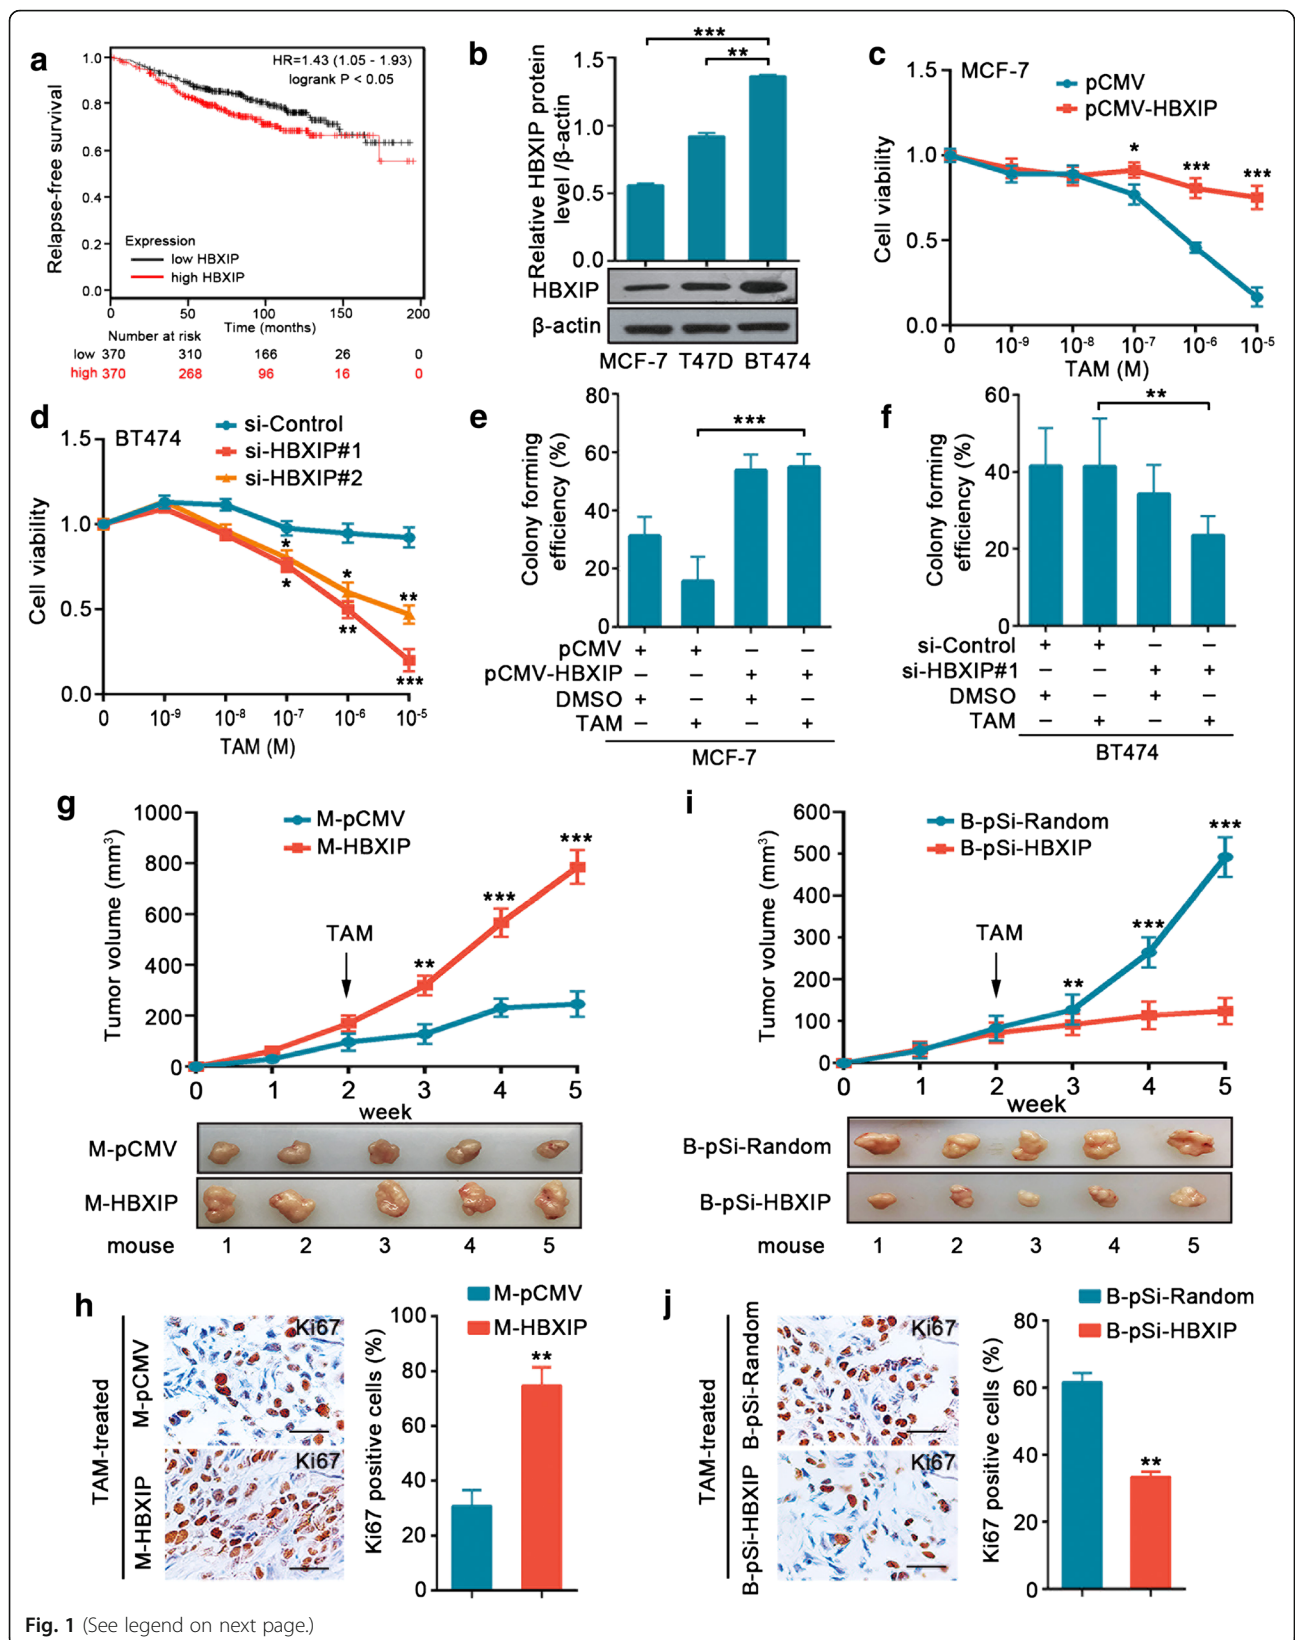 a
HR=1.43 (1.05 - 1.93)
logrank P < 0.05
Relapse-free survival
1.0
0.8
0.6
0.4
0.2
0.0
Expression
low HBXIP
high HBXIP
0 50 100 150 200
Time (months)
Number at risk
low 370 310 166 26 0
high 370 268 96 16 0
b
***
**
Relative HBXIP protein
level /β-actin
1.5
1.0
0.5
0.0
HBXIP
β-actin
MCF-7 T47D BT474
c
MCF-7
pCMV
pCMV-HBXIP
Cell viability
1.5
1.0
0.5
0.0
* *** ***
0 10-9 10-8 10-7 10-6 10-5
TAM (M)
d
BT474
si-Control
si-HBXIP#1
si-HBXIP#2
Cell viability
1.5
1.0
0.5
0.0
* * **
* ** ***
0 10-9 10-8 10-7 10-6 10-5
TAM (M)
e
Colony forming
efficiency (%)
80
60
40
20
0
***
pCMV + + – –
pCMV-HBXIP – – + +
DMSO + – + –
TAM – + – +
MCF-7
f
Colony forming
efficiency (%)
60
40
20
0
**
si-Control + + – –
si-HBXIP#1 – – + +
DMSO + – + –
TAM – + – +
BT474
g
M-pCMV
M-HBXIP
Tumor volume (mm3)
1000
800
600
400
200
0
TAM
** *** ***
0 1 2 3 4 5
week
M-pCMV
M-HBXIP
mouse 1 2 3 4 5
i
B-pSi-Random
B-pSi-HBXIP
Tumor volume (mm3)
600
500
400
300
200
100
0
TAM
** *** ***
0 1 2 3 4 5
week
B-pSi-Random
B-pSi-HBXIP
mouse 1 2 3 4 5
h
TAM-treated
M-pCMV
M-HBXIP
Ki67
Ki67
M-pCMV
M-HBXIP
Ki67 positive cells (%)
100
80
60
40
20
0
**
j
TAM-treated
B-pSi-Random
B-pSi-HBXIP
Ki67
Ki67
B-pSi-Random
B-pSi-HBXIP
Ki67 positive cells (%)
80
60
40
20
0
**
Fig. 1 (See legend on next page.)